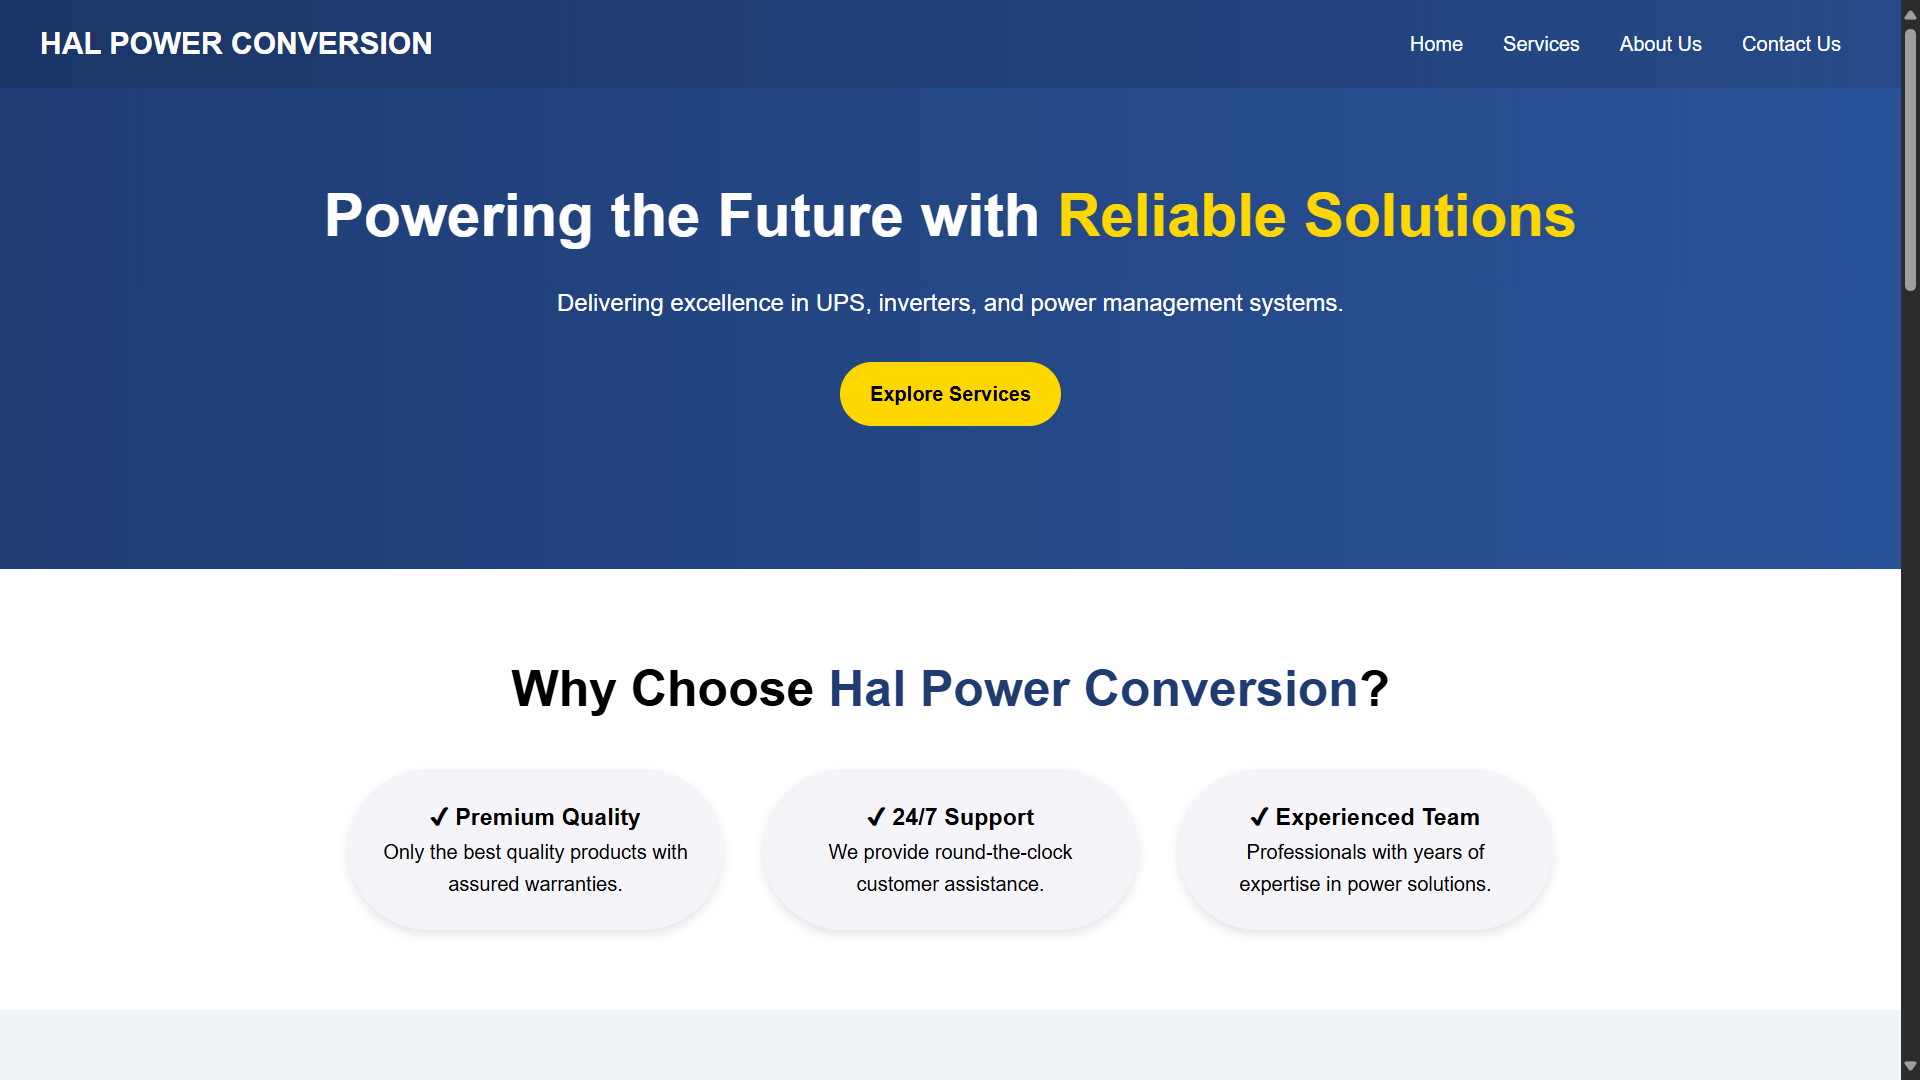 HAL POWER CONVERSION
Home Services About Us Contact Us
Powering the Future with Reliable Solutions
Delivering excellence in UPS, inverters, and power management systems.
Explore Services
Why Choose Hal Power Conversion?
✔ Premium Quality
Only the best quality products with
assured warranties.
✔ 24/7 Support
We provide round-the-clock
customer assistance.
✔ Experienced Team
Professionals with years of
expertise in power solutions.